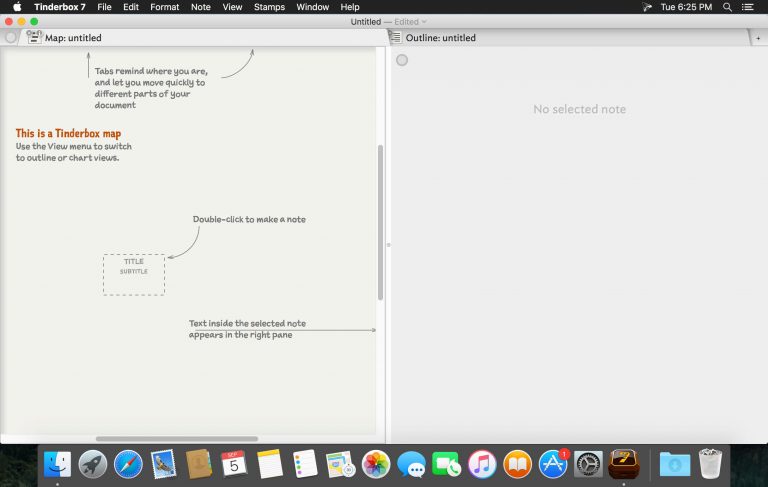 Tinderbox 7 File Edit Format Note View Stamps Window Help Tue 6:25 PM
Untitled — Edited
Map: untitled
Outline: untitled
+
Tabs remind where you are,
and let you move quickly to
different parts of your
document
No selected note
This is a Tinderbox map
Use the View menu to switch
to outline or chart views.
Double-click to make a note
TITLE
SUBTITLE
Text inside the selected note
appears in the right pane
SEP
5
1